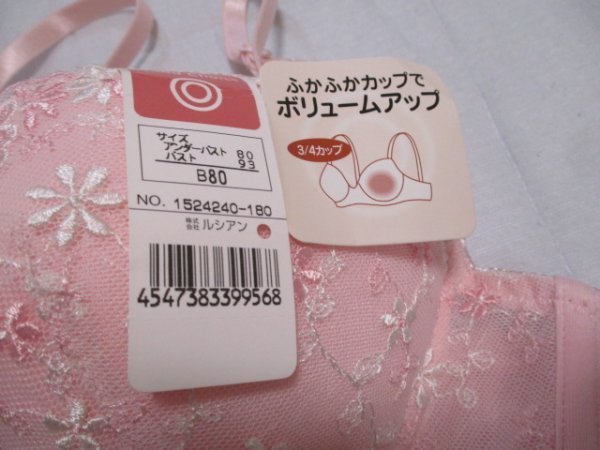 サイズ
アンダーバスト 80
バスト 93
B80
NO. 1524240-180
株式会社 ルシアン
4547383399568
ふかふかカップで
ボリュームアップ
3/4カップ